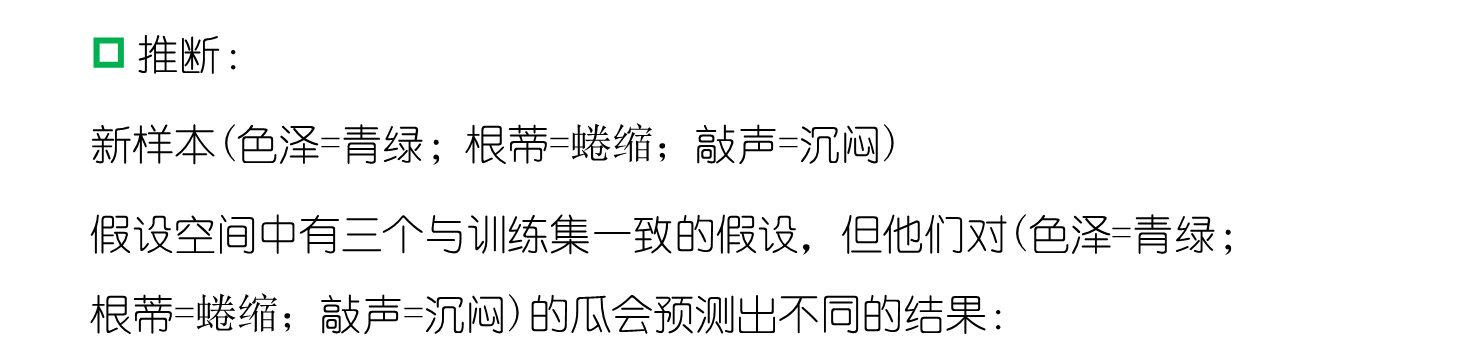 推断：
新样本(色泽=青绿；根蒂=蜷缩；敲声=沉闷)
假设空间中有三个与训练集一致的假设，但他们对(色泽=青绿；
根蒂=蜷缩；敲声=沉闷)的瓜会预测出不同的结果：